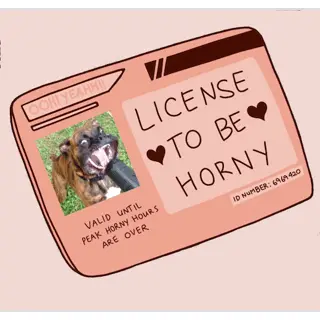 OOH! YEAHH!!
LICENSE
TO BE
HORNY
VALID UNTIL
PEAK HORNY HOURS
ARE OVER
ID NUMBER: 6969420